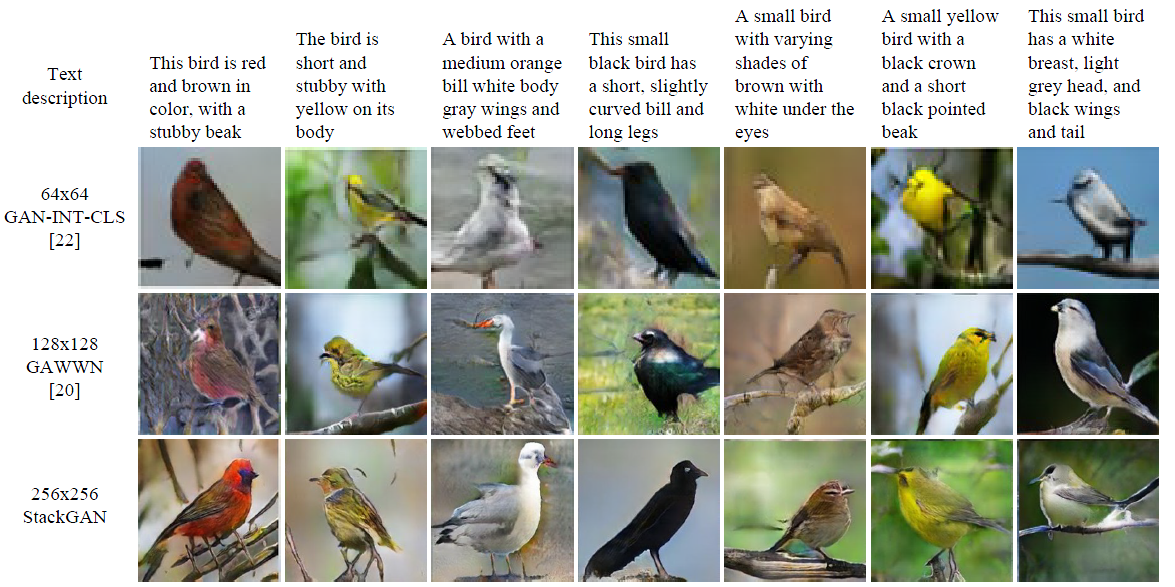 Text
description
This bird is red
and brown in
color, with a
stubby beak
The bird is
short and
stubby with
yellow on its
body
A bird with a
medium orange
bill white body
gray wings and
webbed feet
This small
black bird has
a short, slightly
curved bill and
long legs
A small bird
with varying
shades of
brown with
white under the
eyes
A small yellow
bird with a
black crown
and a short
black pointed
beak
This small bird
has a white
breast, light
grey head, and
black wings
and tail
64x64
GAN-INT-CLS
[22]
128x128
GAWWN
[20]
256x256
StackGAN